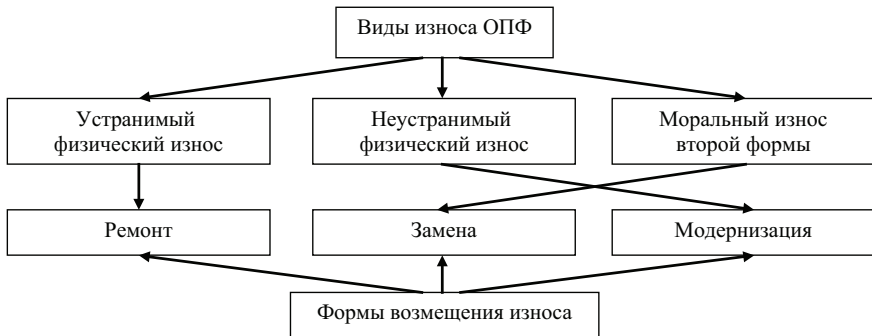 Виды износа ОПФ
Устранимый
физический износ
Неустранимый
физический износ
Моральный износ
второй формы
Ремонт
Замена
Модернизация
Формы возмещения износа